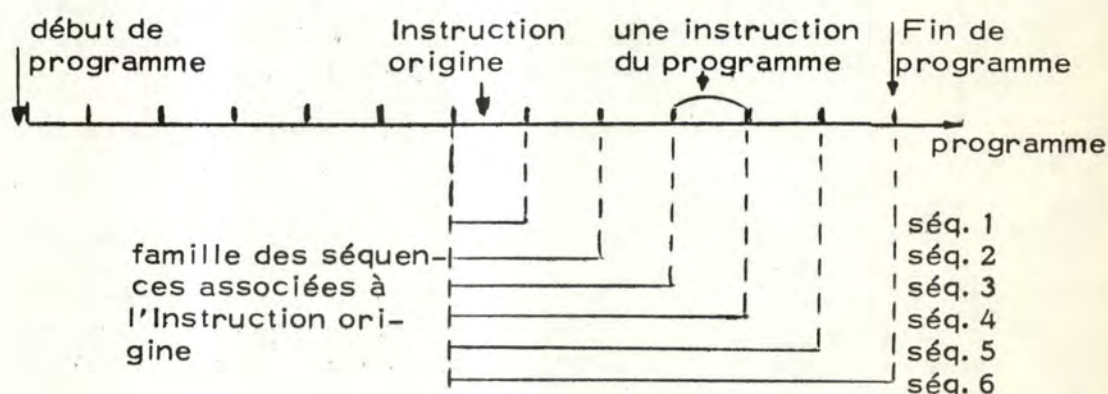 début de
programme
Instruction
origine
une instruction
du programme
Fin de
programme
programme
séq. 1
famille des séquen-
séq. 2
ces associées à
séq. 3
l'Instruction ori-
séq. 4
gine
séq. 5
séq. 6